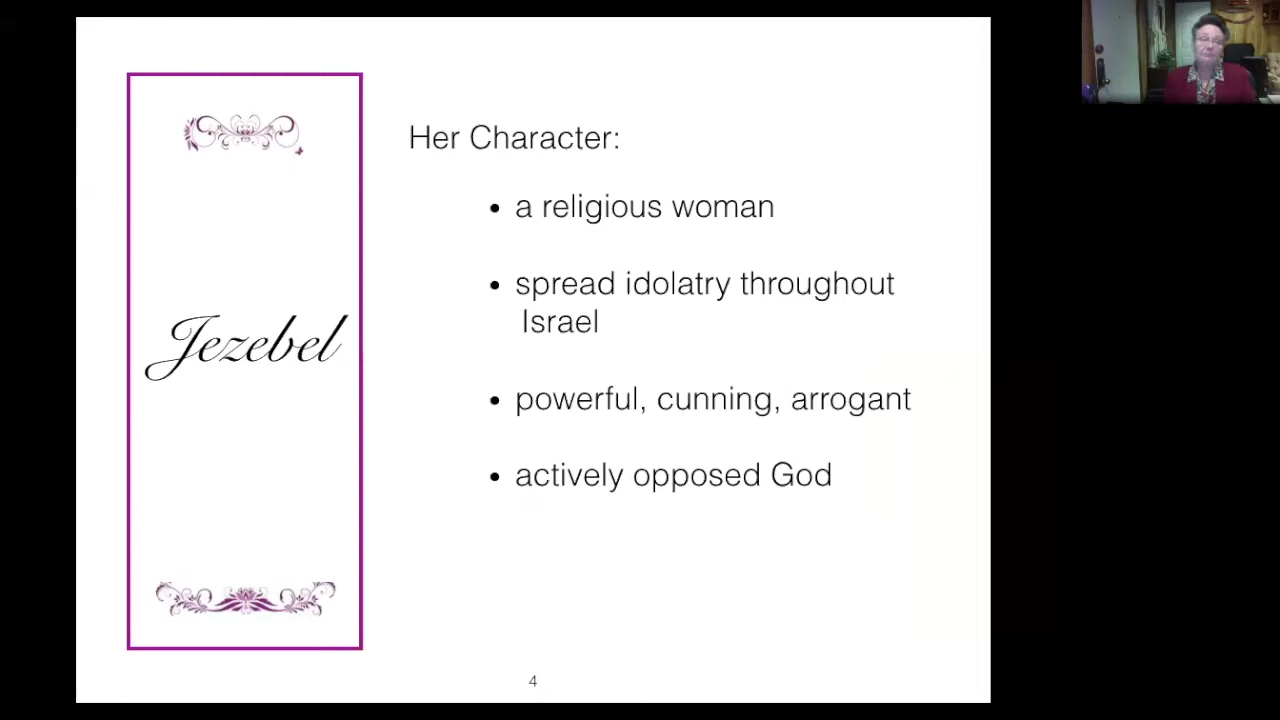 Jezebel
Her Character:
• a religious woman
• spread idolatry throughout
Israel
• powerful, cunning, arrogant
• actively opposed God
4